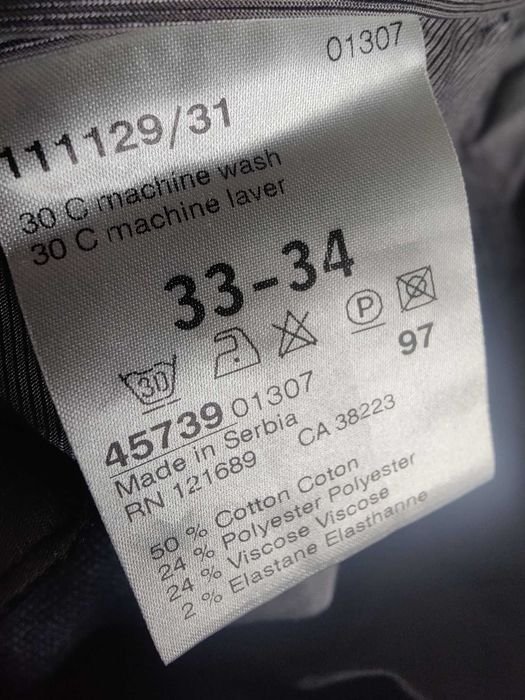 01307
111129/31
30 C machine wash
30 C machine laver
33-34
30 P
97
45739 01307
Made in Serbia
RN 121689 CA 38223
50 % Cotton Coton
24 % Polyester Polyester
24 % Viscose Viscose
2 % Elastane Elasthanne